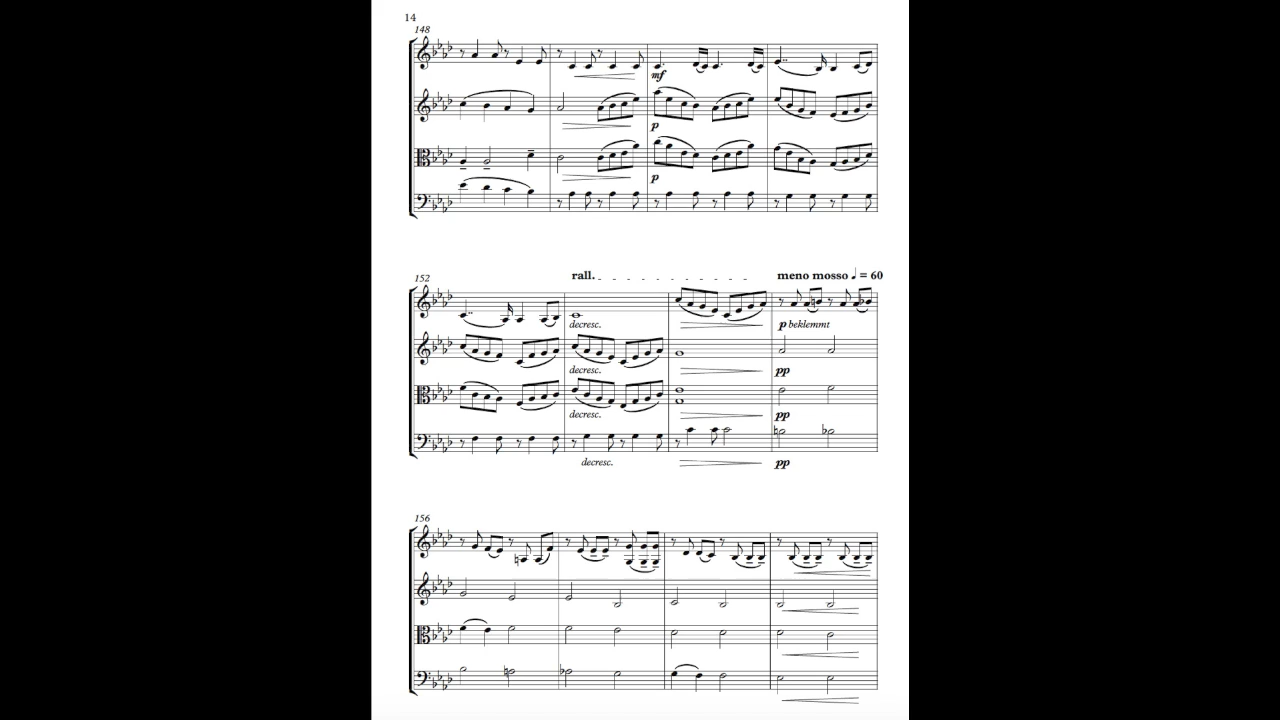 14
148
mf
p
p
152
rall.
meno mosso ♩ = 60
decresc.
p beklemmt
decresc.
pp
decresc.
pp
decresc.
pp
156